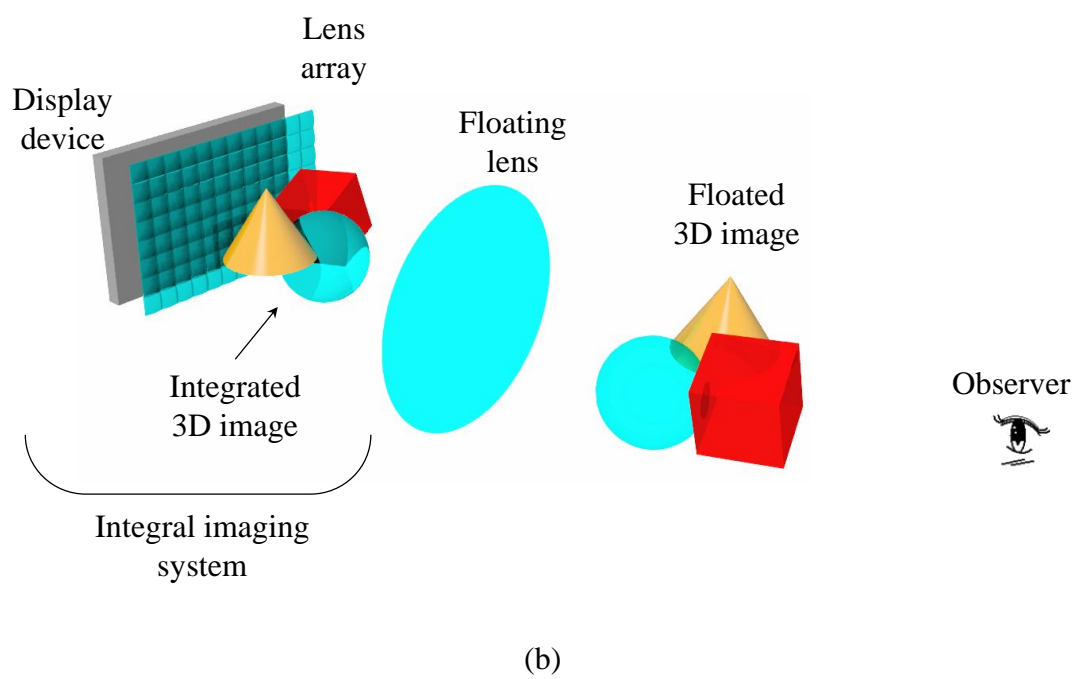 Lens
array
Display
device
Floating
lens
Floated
3D image
Integrated
3D image
Observer
Integral imaging
system
(b)